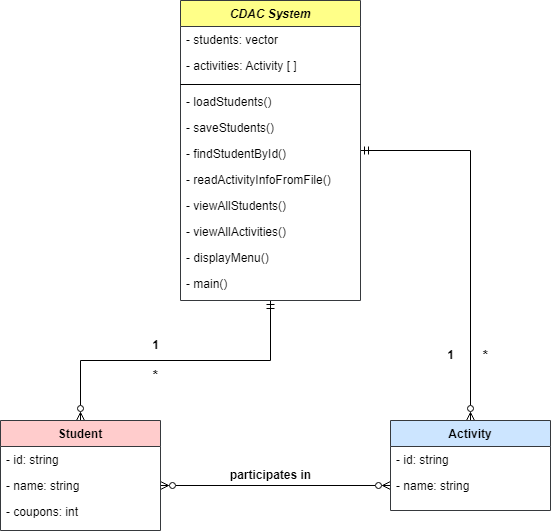 CDAC System
- students: vector
- activities: Activity [ ]
- loadStudents()
- saveStudents()
- findStudentById()
- readActivityInfoFromFile()
- viewAllStudents()
- viewAllActivities()
- displayMenu()
- main()
1
*
1 *
Student
- id: string
- name: string
- coupons: int
participates in
Activity
- id: string
- name: string